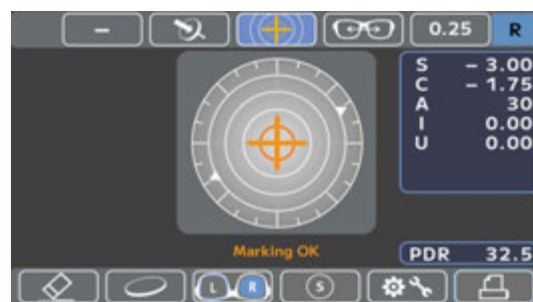 – 0.25 R
S – 3.00
C – 1.75
A 30
I 0.00
U 0.00
Marking OK
PDR 32.5
L R S